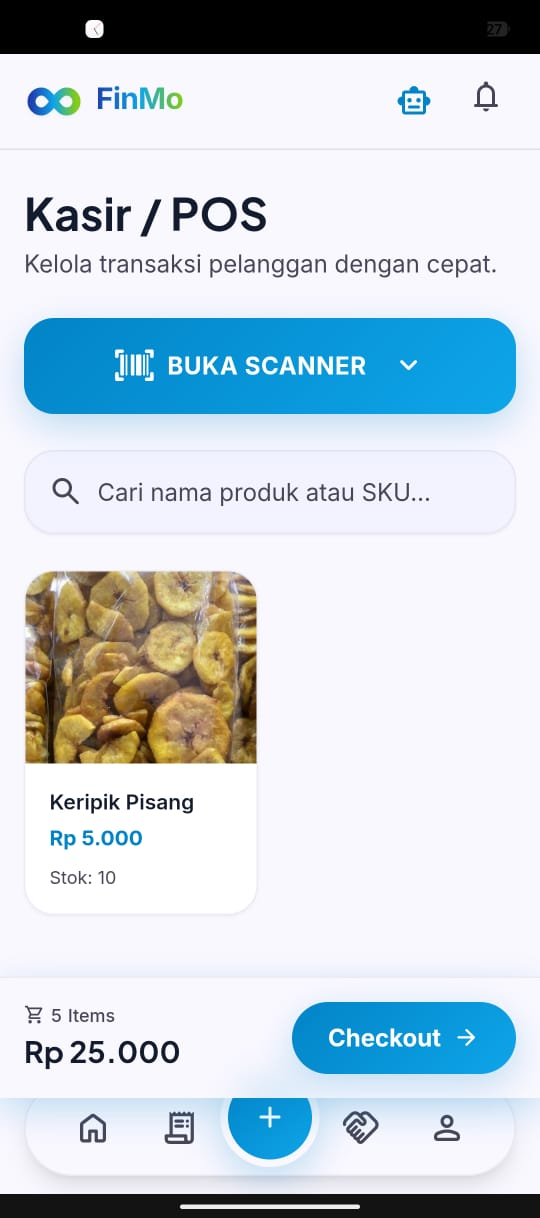 27
FinMo
Kasir / POS
Kelola transaksi pelanggan dengan cepat.
BUKA SCANNER
Cari nama produk atau SKU...
Keripik Pisang
Rp 5.000
Stok: 10
5 Items
Rp 25.000
Checkout